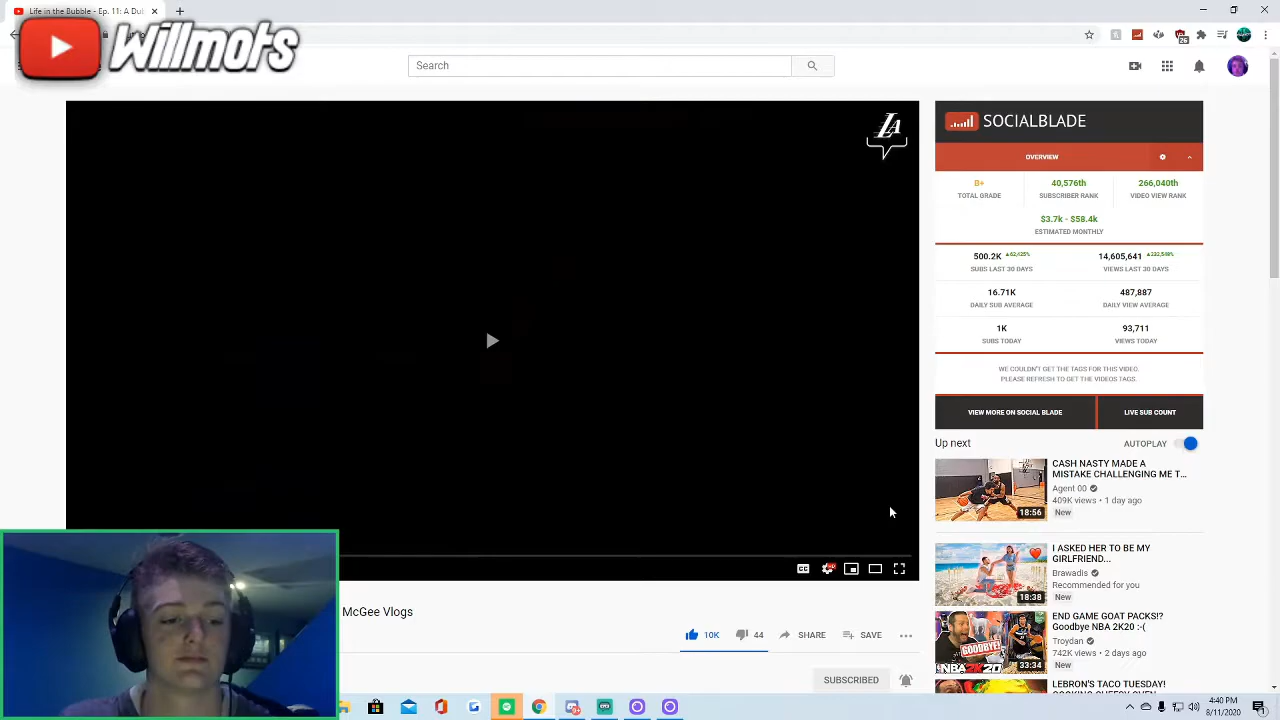 Life - Ep.
Willmots
26
Search
LA
SOCIALBLADE
OVERVIEW
B+
TOTAL GRADE
40,576th
SUBSCRIBER RANK
266,040th
VIDEO VIEW RANK
$3.7k - $58.4k
ESTIMATED MONTHLY
500.2K
SUBS LAST 30 DAYS
14,605,641
VIEWS LAST 30 DAYS
16.71K
DAILY SUB AVERAGE
487,887
DAILY VIEW AVERAGE
1K
SUBS TODAY
93,711
VIEWS TODAY
WE COULDN'T GET THE TAGS FOR THIS VIDEO.
PLEASE REFRESH TO GET THE VIDEOS TAGS.
VIEW MORE ON SOCIAL BLADE
LIVE SUB COUNT
Up next
AUTOPLAY
CASH NASTY MADE A
MISTAKE CHALLENGING ME T...
Agent 00
409K views • 1 day ago
New
18:56
I ASKED HER TO BE MY
GIRLFRIEND...
Brawadis
Recommended for you
New
18:38
END GAME GOAT PACKS!?
Goodbye NBA 2K20 :-(
Troydan
742K views • 2 days ago
New
GOODBYE!
NBA 2K20
33:34
LEBRON'S TACO TUESDAY!
McGee Vlogs
10K
44
SHARE
SAVE
SUBSCRIBED
4:40 PM
8/11/2020